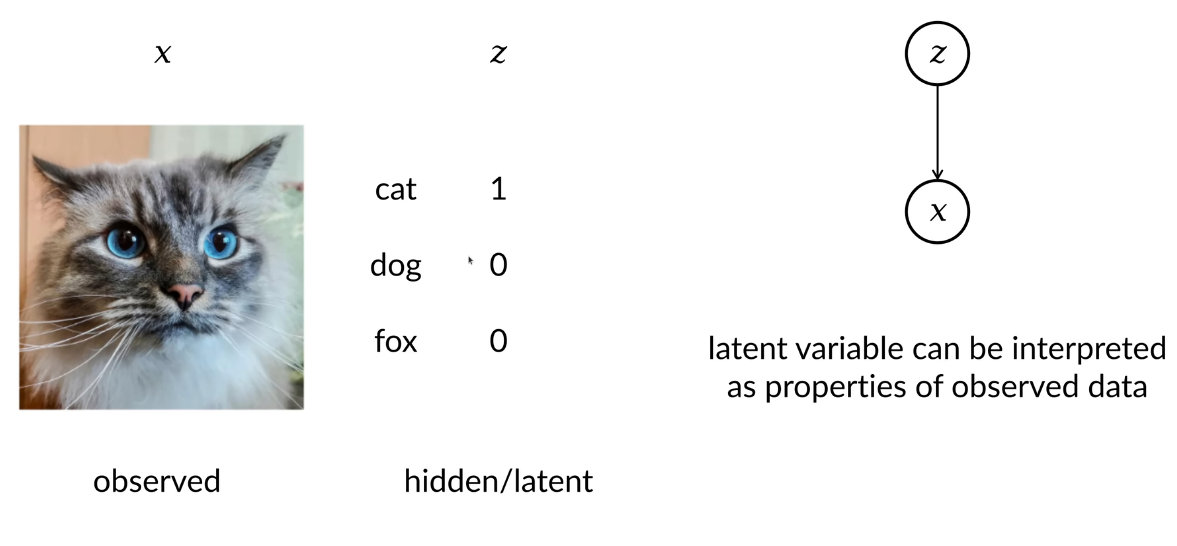 x
z
cat 1
dog 0
fox 0
observed
hidden/latent
z
x
latent variable can be interpreted
as properties of observed data